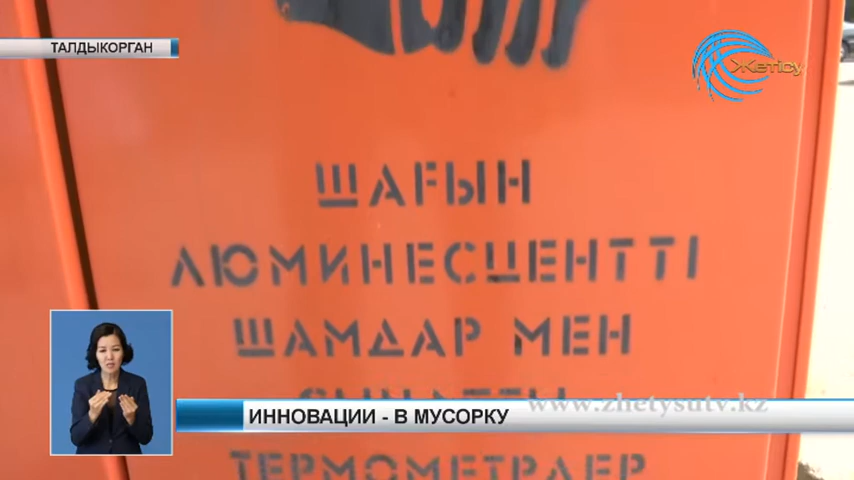 ТАЛДЫКОРГАН
Жетісу
ШАҒЫН
ЛЮМИНЕСЦЕНТТІ
ШАМДАР МЕН
www.zhetysutv.kz
ИННОВАЦИИ - В МУСОРКУ
ТЕРМОМЕТРЛЕР